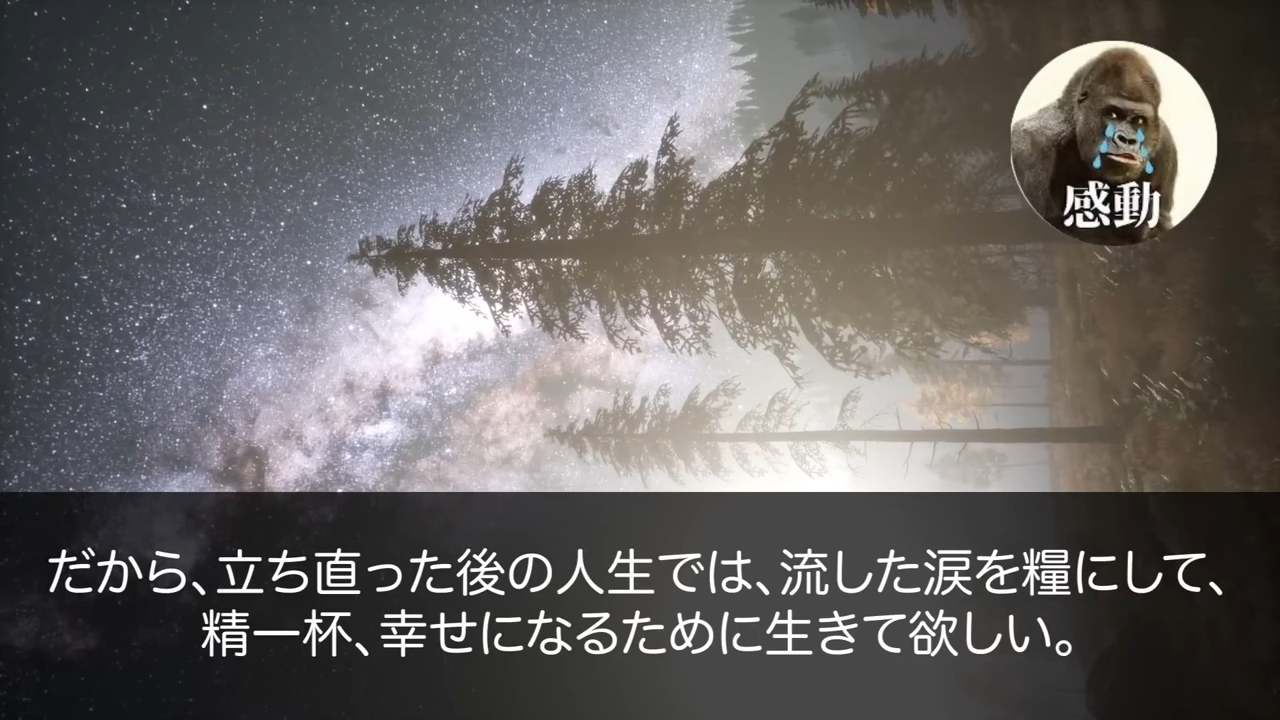 感動
だから、立ち直った後の人生では、流した涙を糧にして、
精一杯、幸せになるために生きて欲しい。